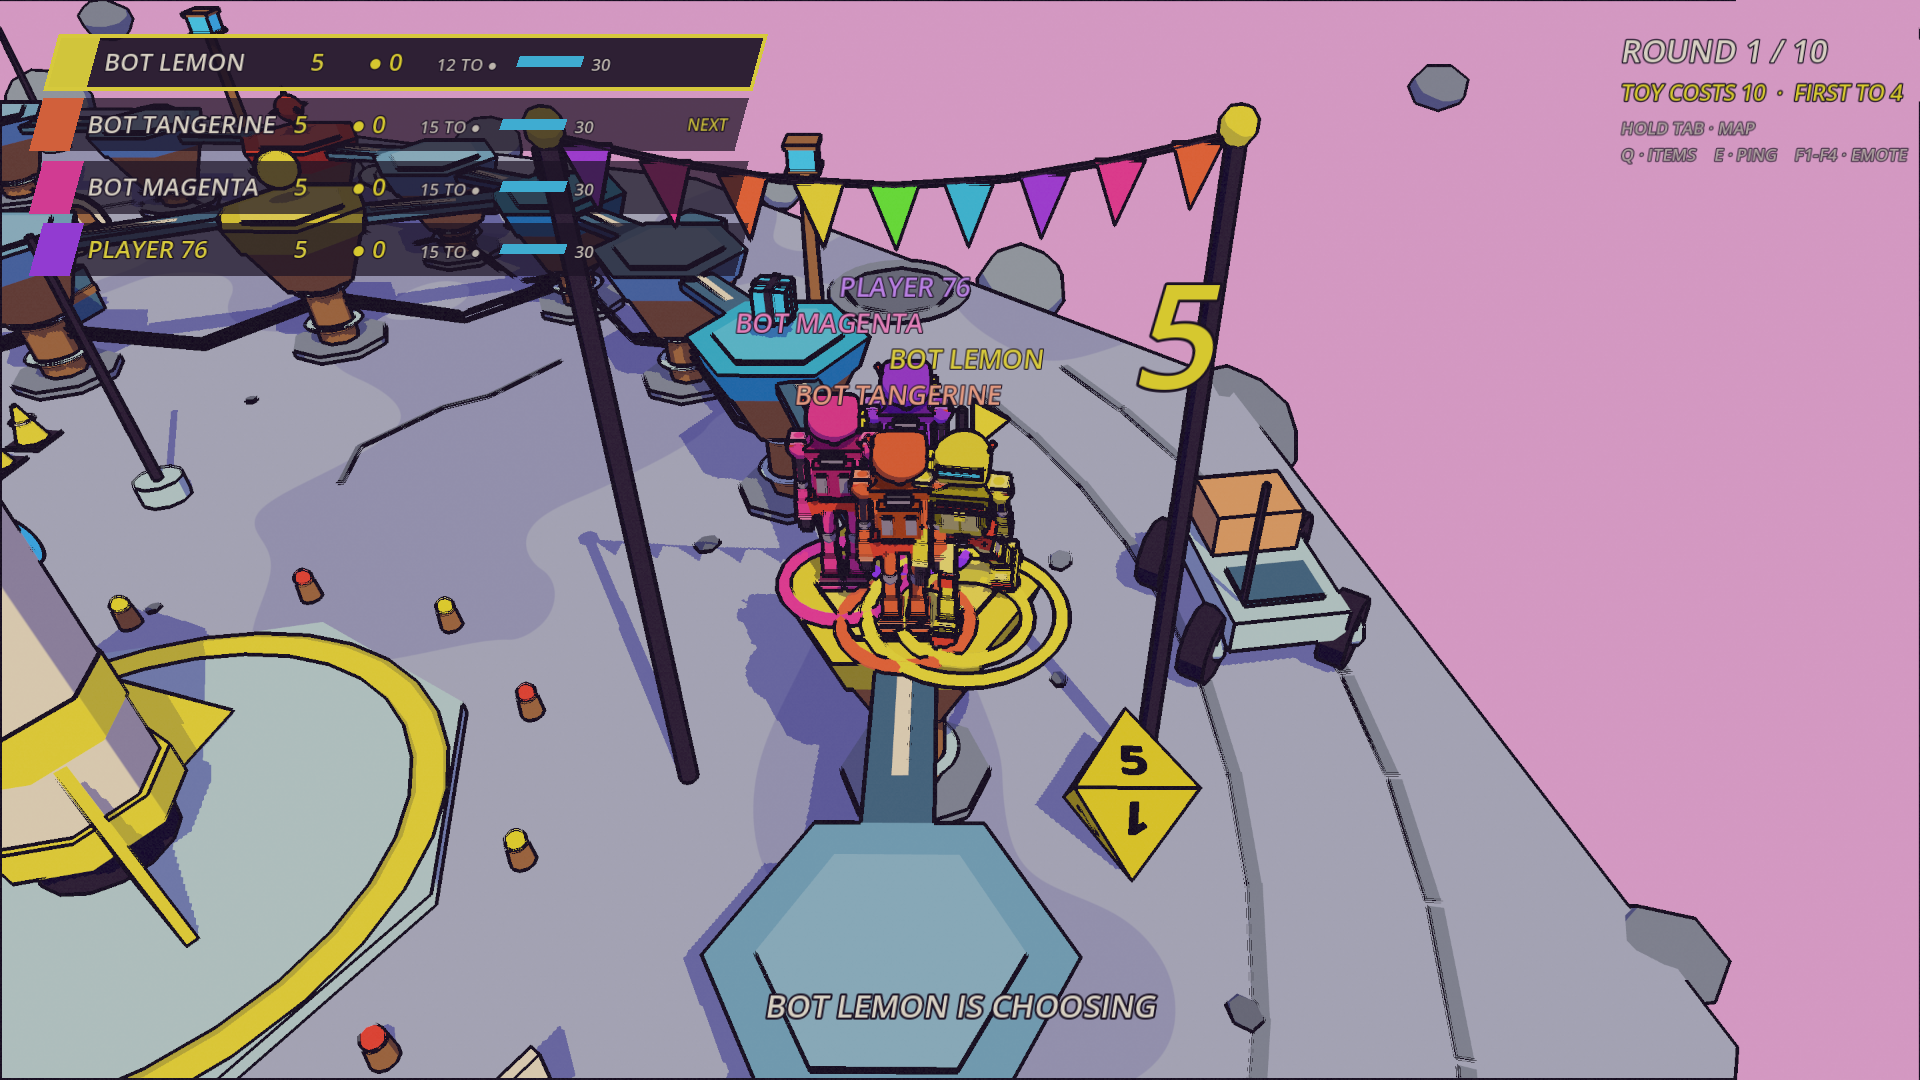 BOT LEMON 5 0 12 TO 30
BOT TANGERINE 5 0 15 TO 30 NEXT
BOT MAGENTA 5 0 15 TO 30
PLAYER 76 5 0 15 TO 30
ROUND 1 / 10
TOY COSTS 10 · FIRST TO 4
HOLD TAB · MAP
Q · ITEMS E · PING F1-F4 · EMOTE
PLAYER 76
BOT MAGENTA
BOT LEMON
BOT TANGERINE
5
5
1
BOT LEMON IS CHOOSING